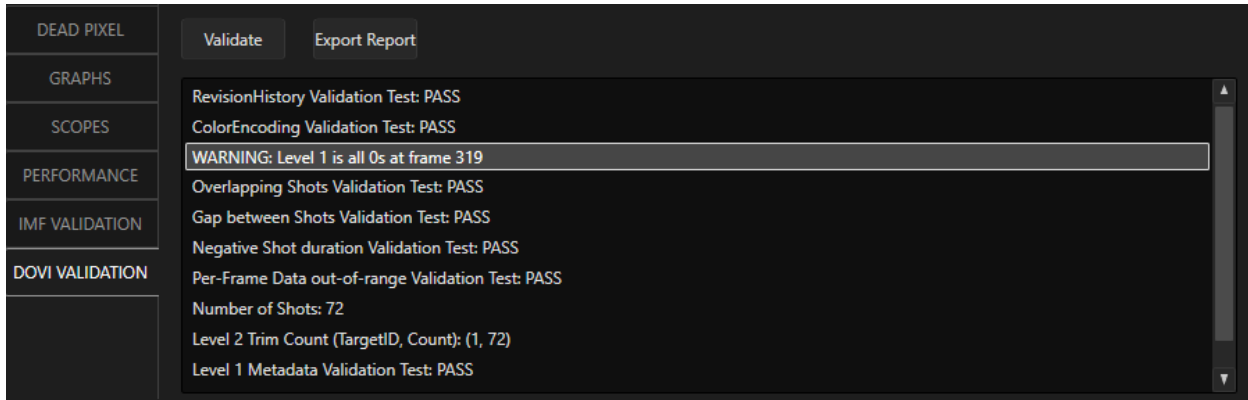 DEAD PIXEL
GRAPHS
SCOPES
PERFORMANCE
IMF VALIDATION
DOVI VALIDATION
Validate
Export Report
RevisionHistory Validation Test: PASS
ColorEncoding Validation Test: PASS
WARNING: Level 1 is all 0s at frame 319
Overlapping Shots Validation Test: PASS
Gap between Shots Validation Test: PASS
Negative Shot duration Validation Test: PASS
Per-Frame Data out-of-range Validation Test: PASS
Number of Shots: 72
Level 2 Trim Count (TargetID, Count): (1, 72)
Level 1 Metadata Validation Test: PASS